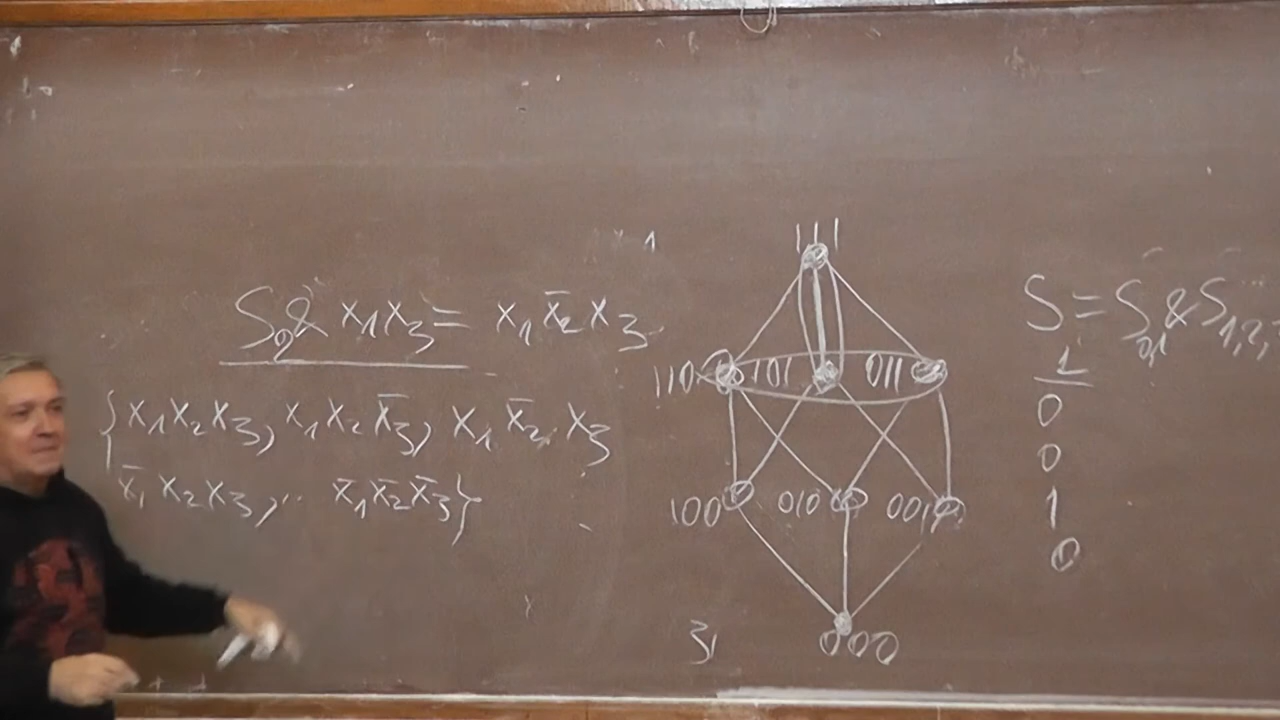 S₀ & x₁x₃ = x₁x̄₂x₃
{x₁x₂x₃, x₁x₂x̄₃, x₁x̄₂x₃
x̄₁x₂x₃, .. x̄₁x̄₂x̄₃}
111
110 101 011
100 010 001
000
S = S₀,₁ & S₁,₂,
1
0
0
1
0